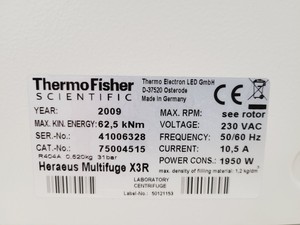 ThermoFisher
SCIENTIFIC
Thermo Electron LED GmbH
D-37520 Osterode
Made in Germany
YEAR: 2009
MAX. KIN. ENERGY: 62,5 kNm
SER.-NO.: 41006328
CAT.-No.: 75004515
R404A 0,620kg 31bar
Heraeus Multifuge X3R
MAX. RPM: see rotor
VOLTAGE: 230 VAC
FREQUENCY: 50/60 Hz
CURRENT: 10,5 A
POWER CONS.: 1950 W
max. density of filling material: 1,2 kg/dm³
LABORATORY
CENTRIFUGE
Label-No.: 50121153